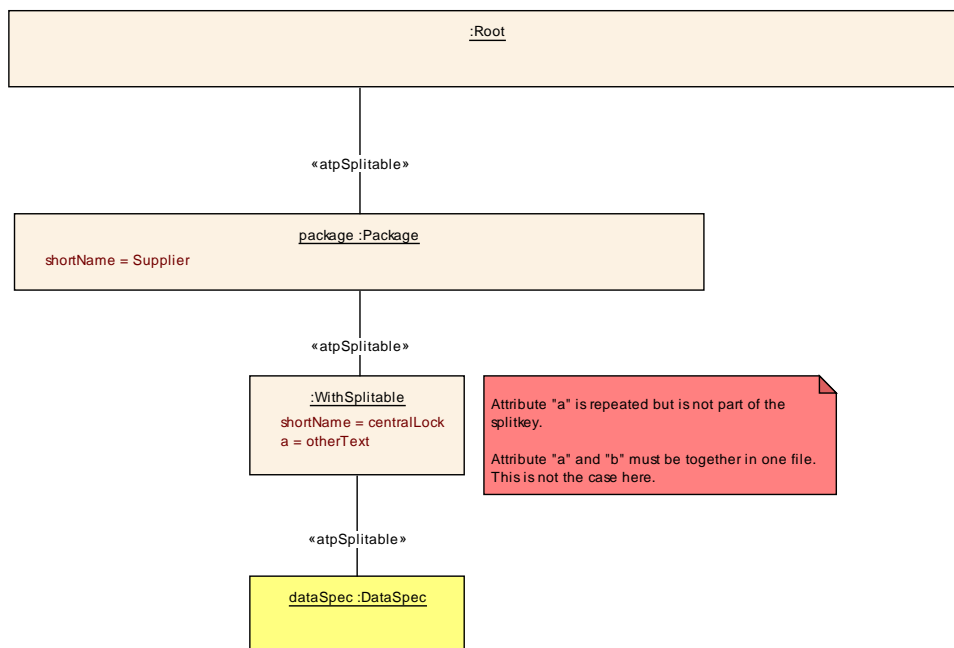 :Root
«atpSplitable»
package :Package
shortName = Supplier
«atpSplitable»
:WithSplitable
shortName = centralLock
a = otherText
Attribute "a" is repeated but is not part of the
splitkey.
Attribute "a" and "b" must be together in one file.
This is not the case here.
«atpSplitable»
dataSpec :DataSpec